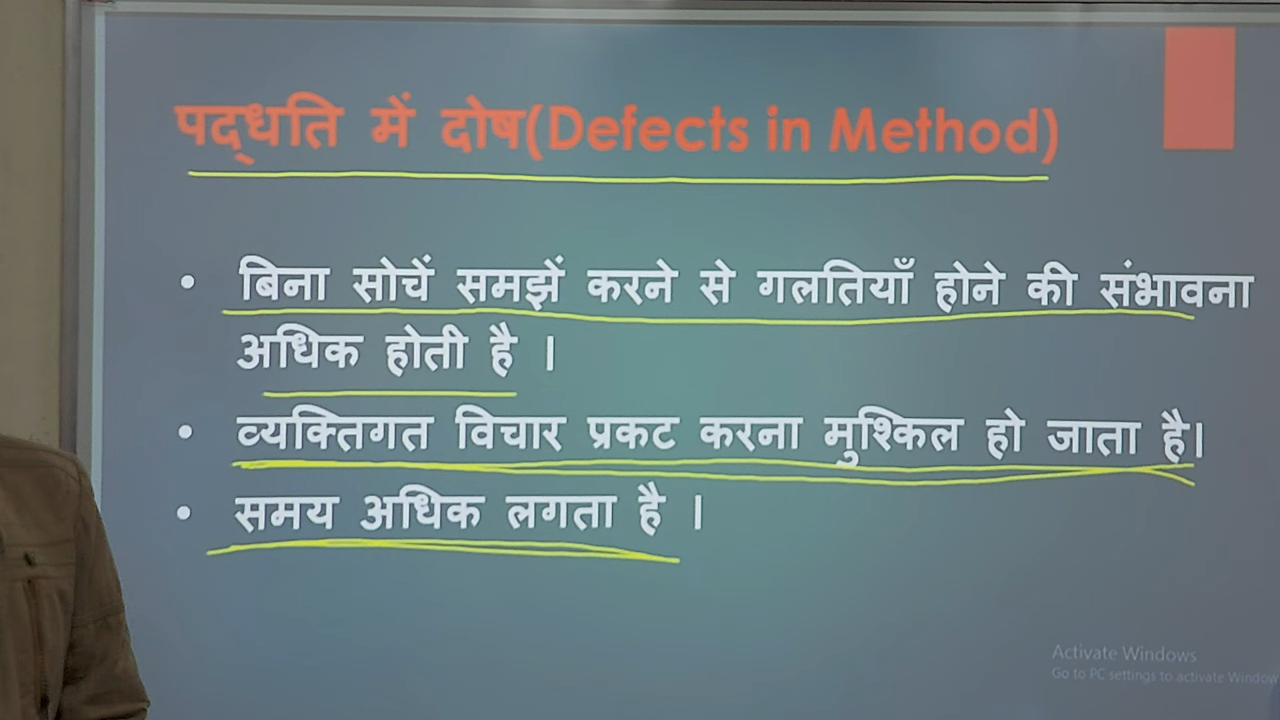 पद्धति में दोष(Defects in Method)
• बिना सोचें समझें करने से गलतियाँ होने की संभावना
अधिक होती है ।
• व्यक्तिगत विचार प्रकट करना मुश्किल हो जाता है।
• समय अधिक लगता है ।
Activate Windows
Go to PC settings to activate Window